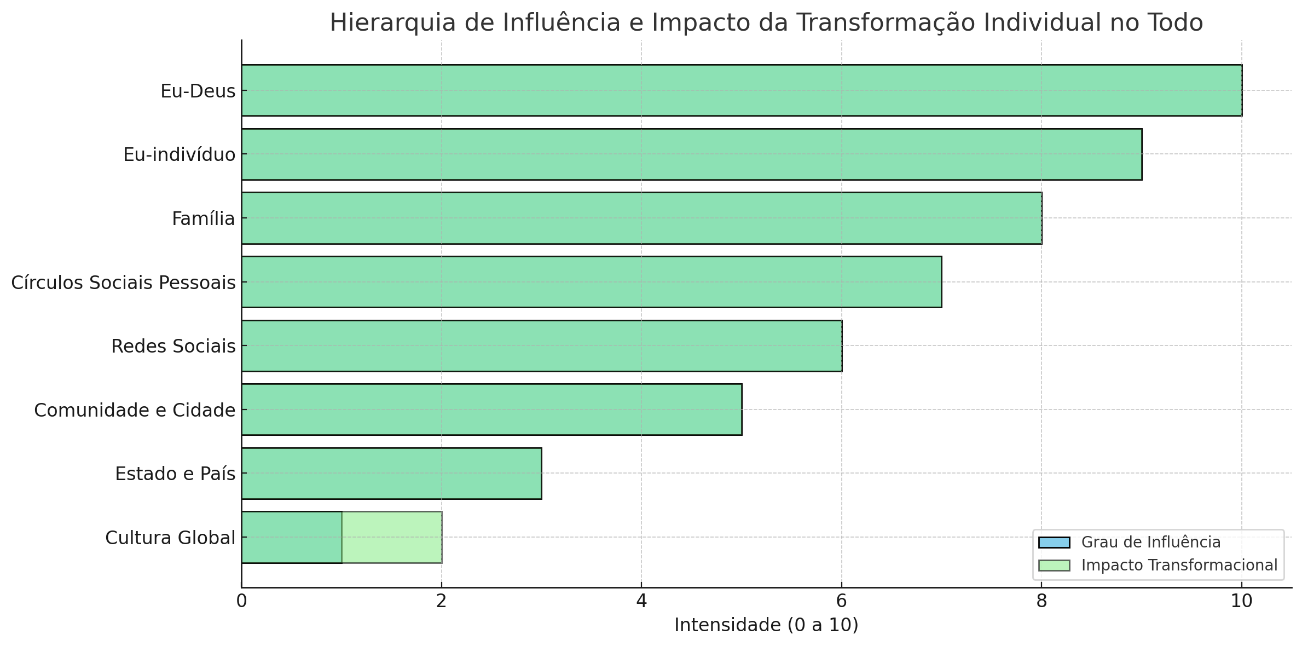 Hierarquia de Influência e Impacto da Transformação Individual no Todo
Eu-Deus
Eu-indivíduo
Família
Círculos Sociais Pessoais
Redes Sociais
Comunidade e Cidade
Estado e País
Cultura Global
Grau de Influência
Impacto Transformacional
0 2 4 6 8 10
Intensidade (0 a 10)